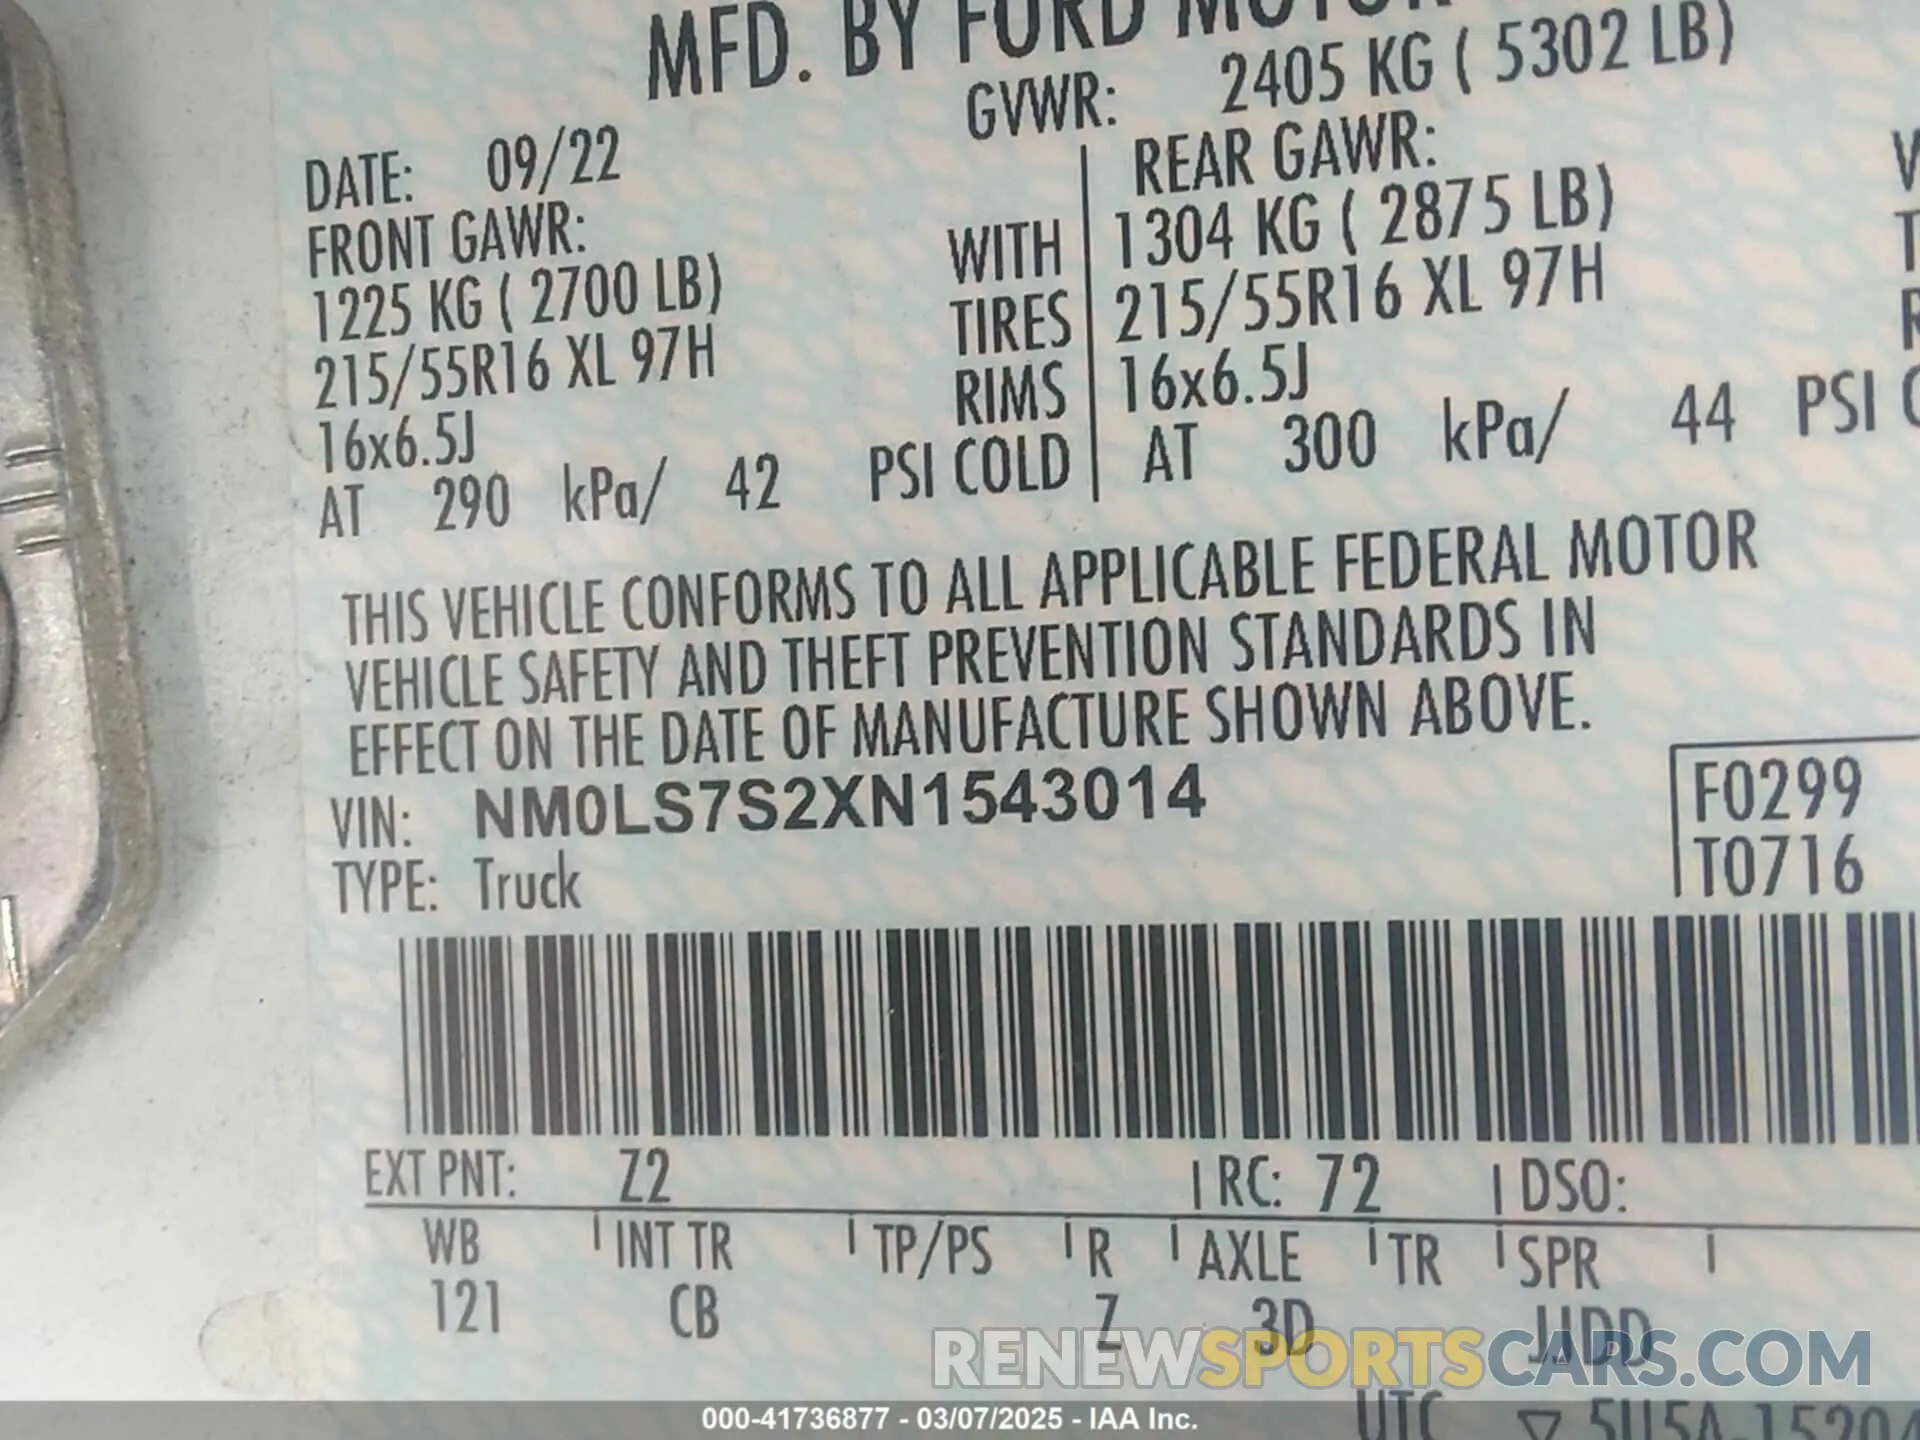 MFD. BY FORD MOTOR
GVWR: 2405 KG ( 5302 LB)
DATE: 09/22
FRONT GAWR:
1225 KG ( 2700 LB)
215/55R16 XL 97H
16x6.5J
AT 290 kPa/ 42 PSI COLD
WITH
TIRES
RIMS
REAR GAWR:
1304 KG ( 2875 LB)
215/55R16 XL 97H
16x6.5J
AT 300 kPa/ 44 PSI
THIS VEHICLE CONFORMS TO ALL APPLICABLE FEDERAL MOTOR
VEHICLE SAFETY AND THEFT PREVENTION STANDARDS IN
EFFECT ON THE DATE OF MANUFACTURE SHOWN ABOVE.
VIN: NM0LS7S2XN1543014
TYPE: Truck
F0299
T0716
EXT PNT: Z2 RC: 72 DSO:
WB INT TR TP/PS R AXLE TR SPR
121 CB Z 3D JJDD
RENEWSPORTSCARS.COM
UTC
000-41736877 - 03/07/2025 - IAA Inc.